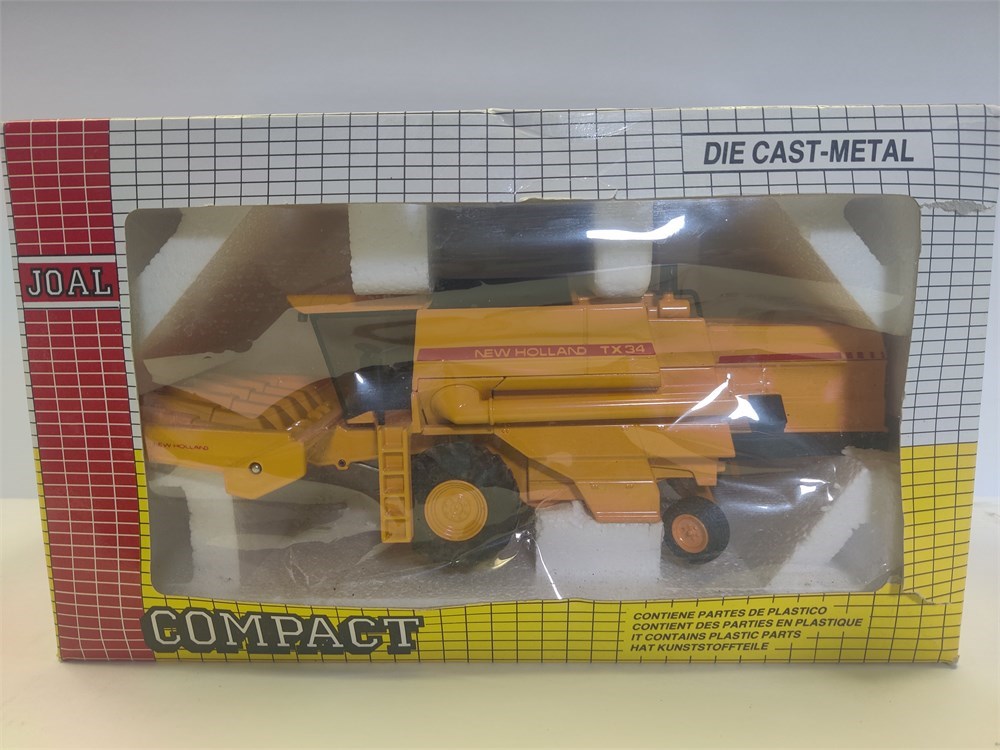 DIE CAST-METAL
JOAL
NEW HOLLAND TX34
NEW HOLLAND
COMPACT
CONTIENE PARTES DE PLASTICO
CONTIENT DES PARTIES EN PLASTIQUE
IT CONTAINS PLASTIC PARTS
HAT KUNSTSTOFFTEILE